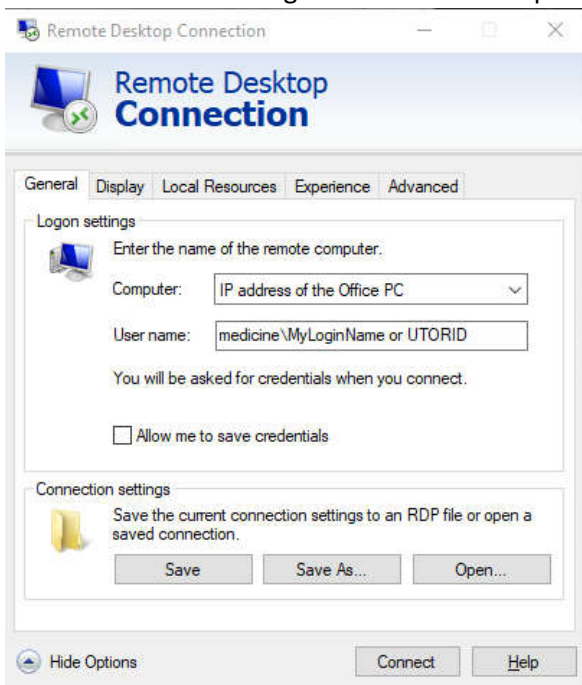 Remote Desktop Connection
Remote Desktop
Connection
General Display Local Resources Experience Advanced
Logon settings
Enter the name of the remote computer.
Computer: IP address of the Office PC
User name: medicine\MyLoginName or UTORID
You will be asked for credentials when you connect.
Allow me to save credentials
Connection settings
Save the current connection settings to an RDP file or open a
saved connection.
Save Save As... Open...
Hide Options Connect Help